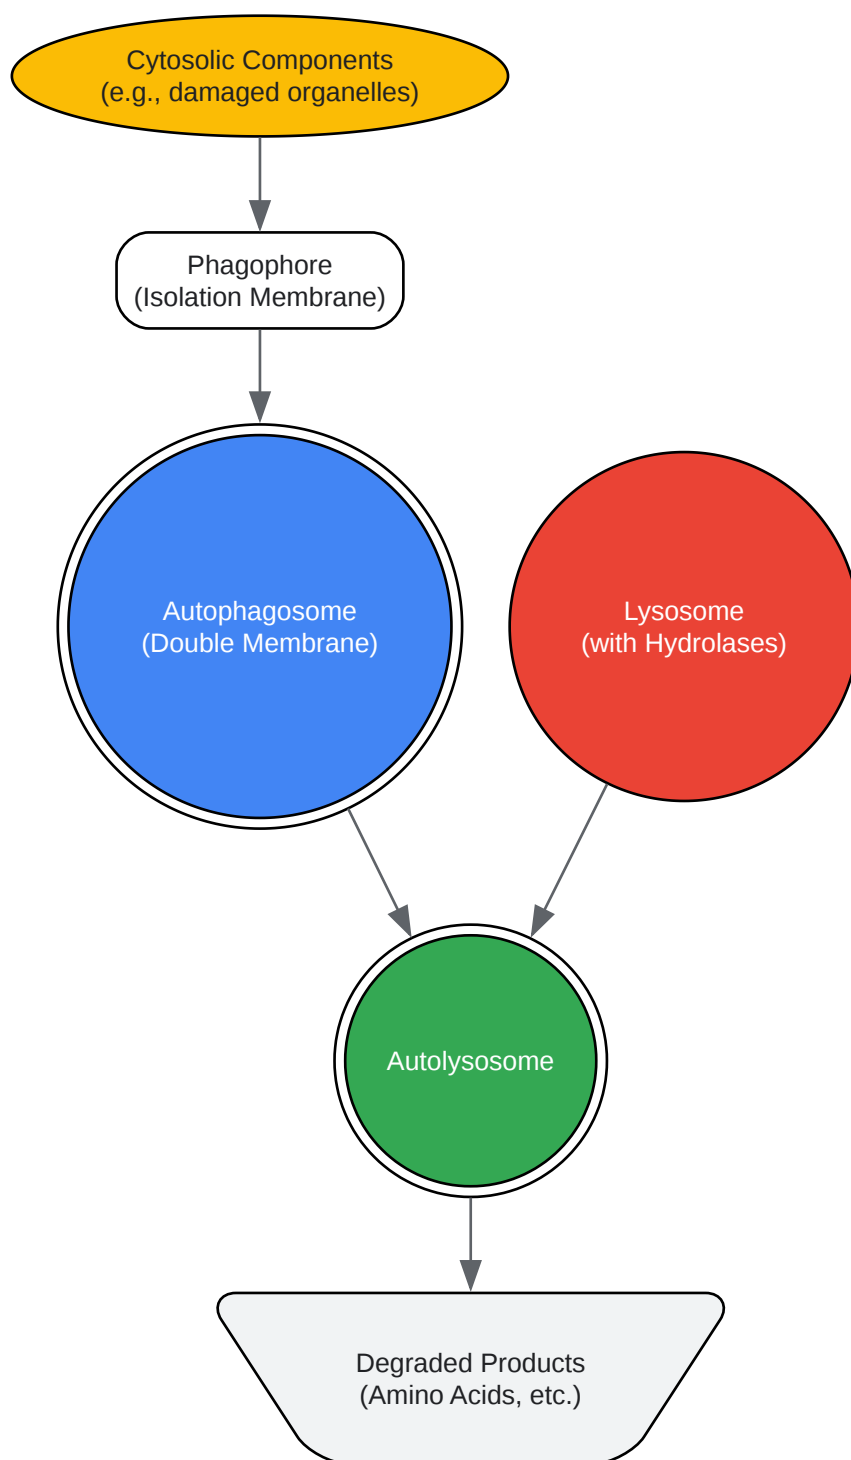 Cytosolic Components
(e.g., damaged organelles)
Phagophore
(Isolation Membrane)
Autophagosome
(Double Membrane)
Lysosome
(with Hydrolases)
Autolysosome
Degraded Products
(Amino Acids, etc.)